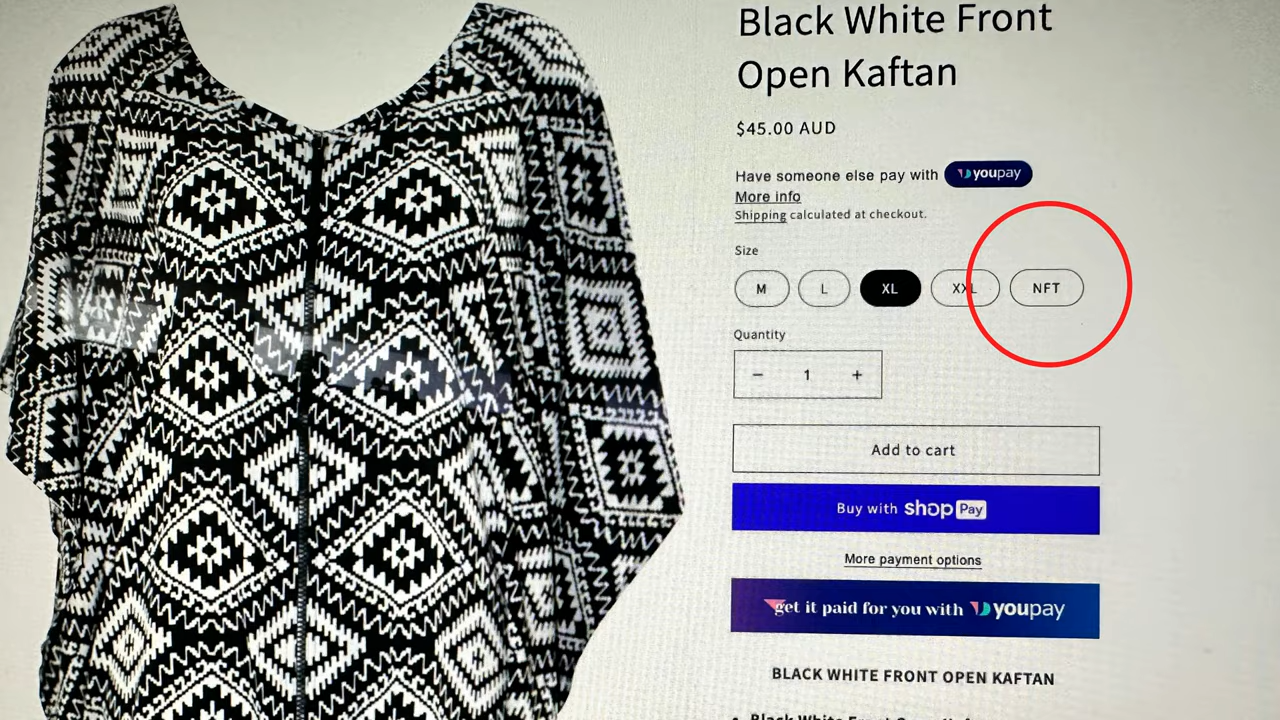 Black White Front
Open Kaftan
$45.00 AUD
Have someone else pay with youpay
More info
Shipping calculated at checkout.
Size
M L XL XXL NFT
Quantity
− 1 +
Add to cart
Buy with shop Pay
More payment options
get it paid for you with youpay
BLACK WHITE FRONT OPEN KAFTAN